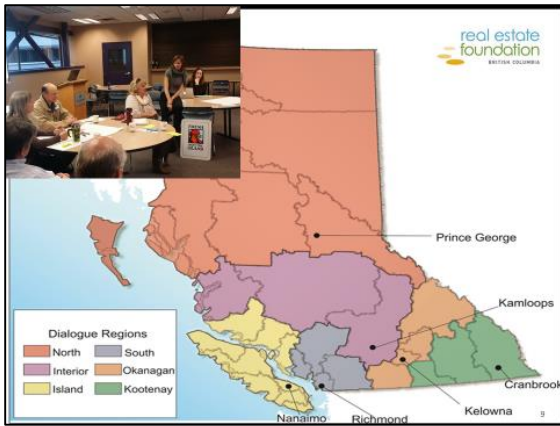 real estate
foundation
BRITISH COLUMBIA
Prince George
Kamloops
Dialogue Regions
North
South
Interior
Okanagan
Island
Kootenay
Cranbrook
Kelowna
Nanaimo
Richmond
9